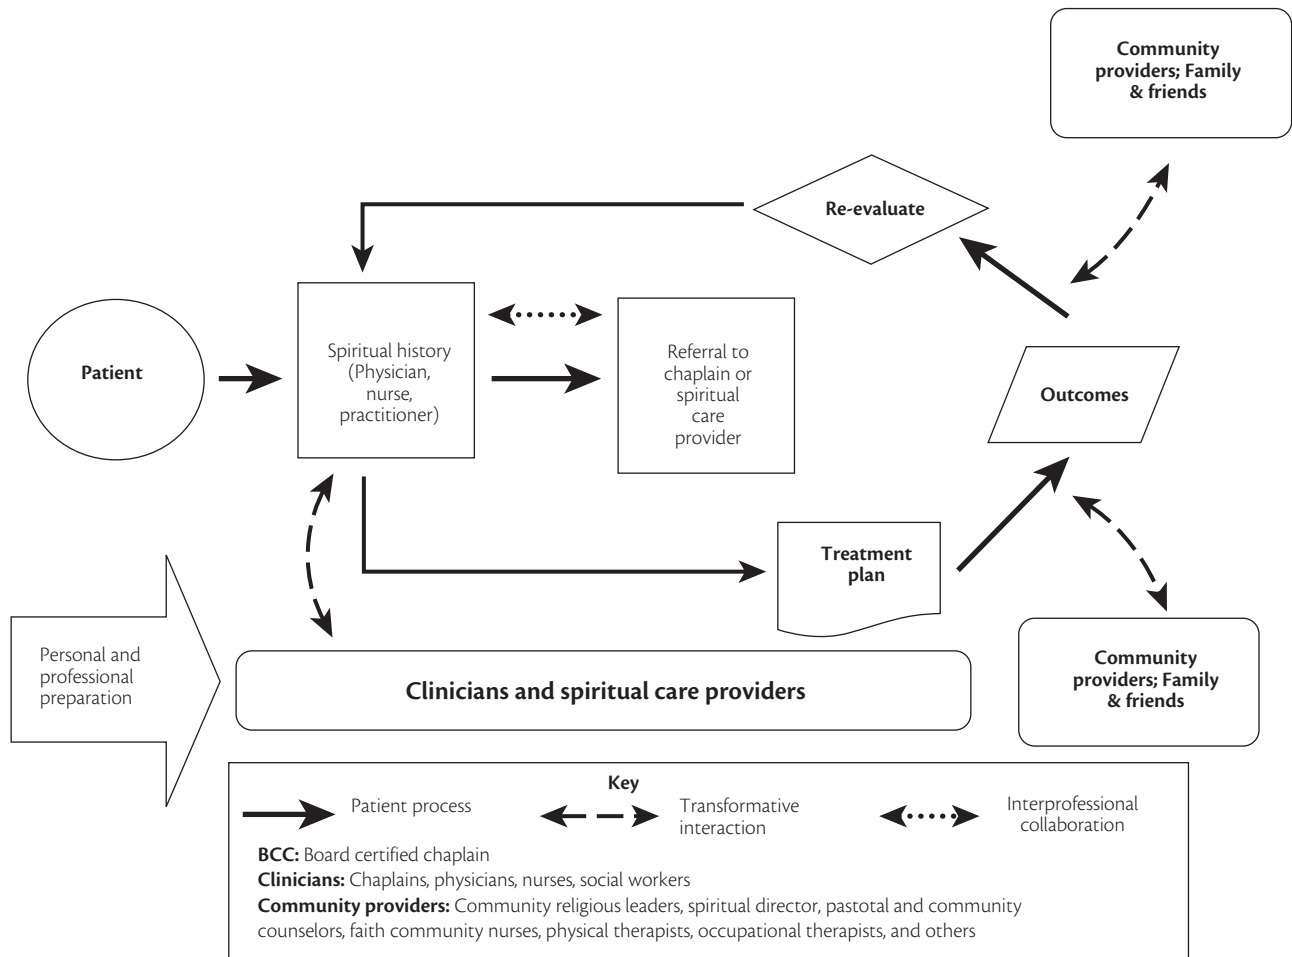 Community
providers; Family
& friends
Re-evaluate
Patient
Spiritual history
(Physician,
nurse,
practitioner)
Referral to
chaplain or
spiritual
care
provider
Outcomes
Treatment
plan
Personal and
professional
preparation
Clinicians and spiritual care providers
Community
providers; Family
& friends
Key
Patient process
Transformative
interaction
Interprofessional
collaboration
BCC: Board certified chaplain
Clinicians: Chaplains, physicians, nurses, social workers
Community providers: Community religious leaders, spiritual director, pastotal and community
counselors, faith community nurses, physical therapists, occupational therapists, and others